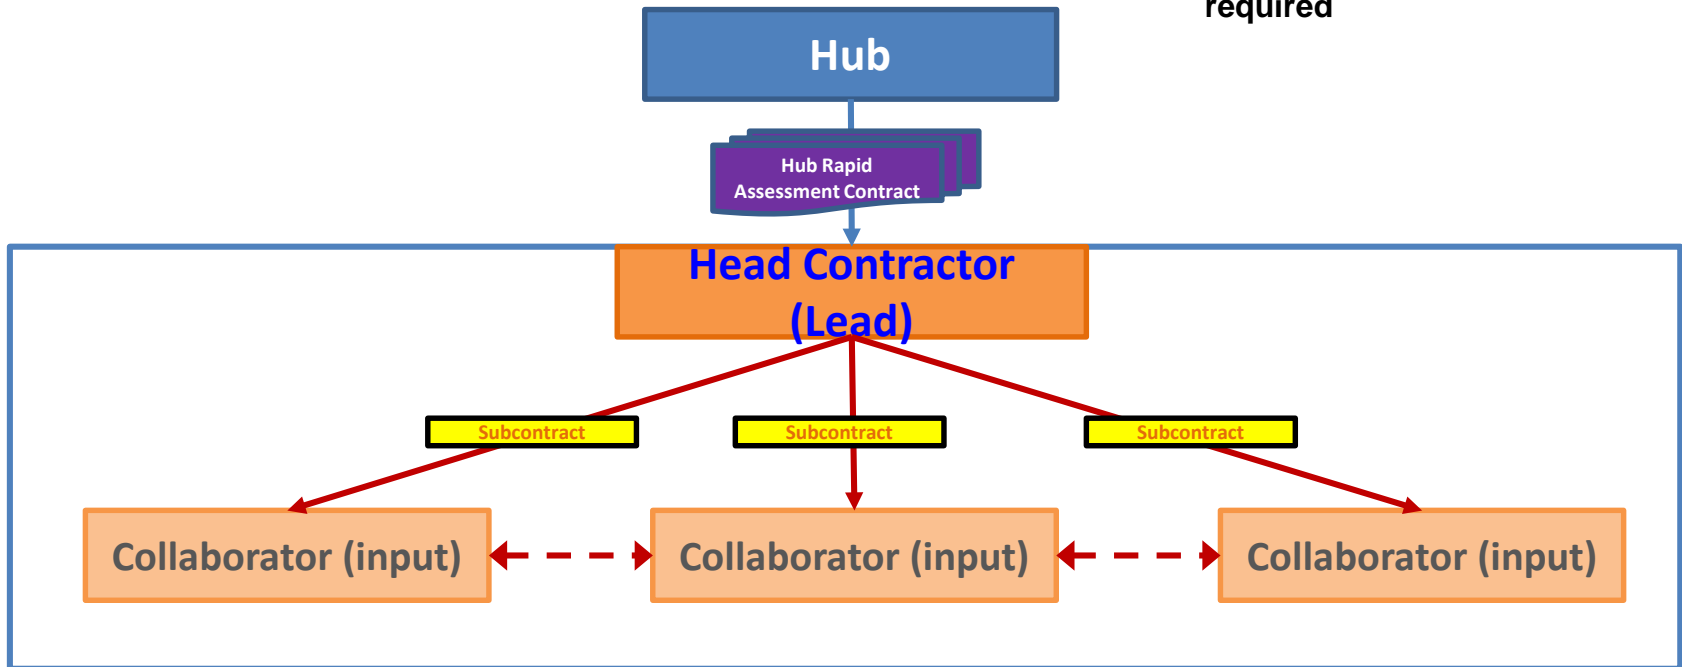 required
Hub
Hub Rapid
Assessment Contract
Head Contractor
(Lead)
Subcontract
Subcontract
Subcontract
Collaborator (input)
Collaborator (input)
Collaborator (input)